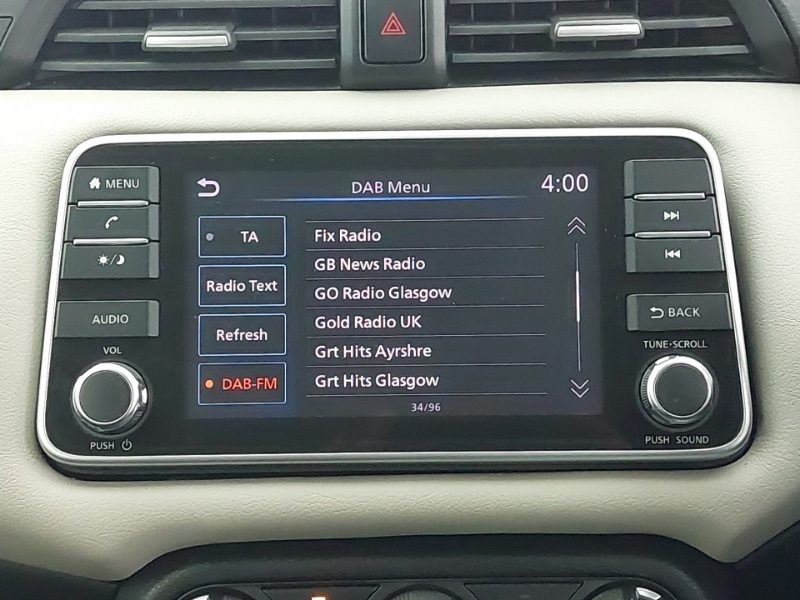 MENU
AUDIO
VOL
PUSH
DAB Menu
4:00
TA
Radio Text
Refresh
DAB-FM
Fix Radio
GB News Radio
GO Radio Glasgow
Gold Radio UK
Grt Hits Ayrshre
Grt Hits Glasgow
34/96
BACK
TUNE•SCROLL
PUSH SOUND